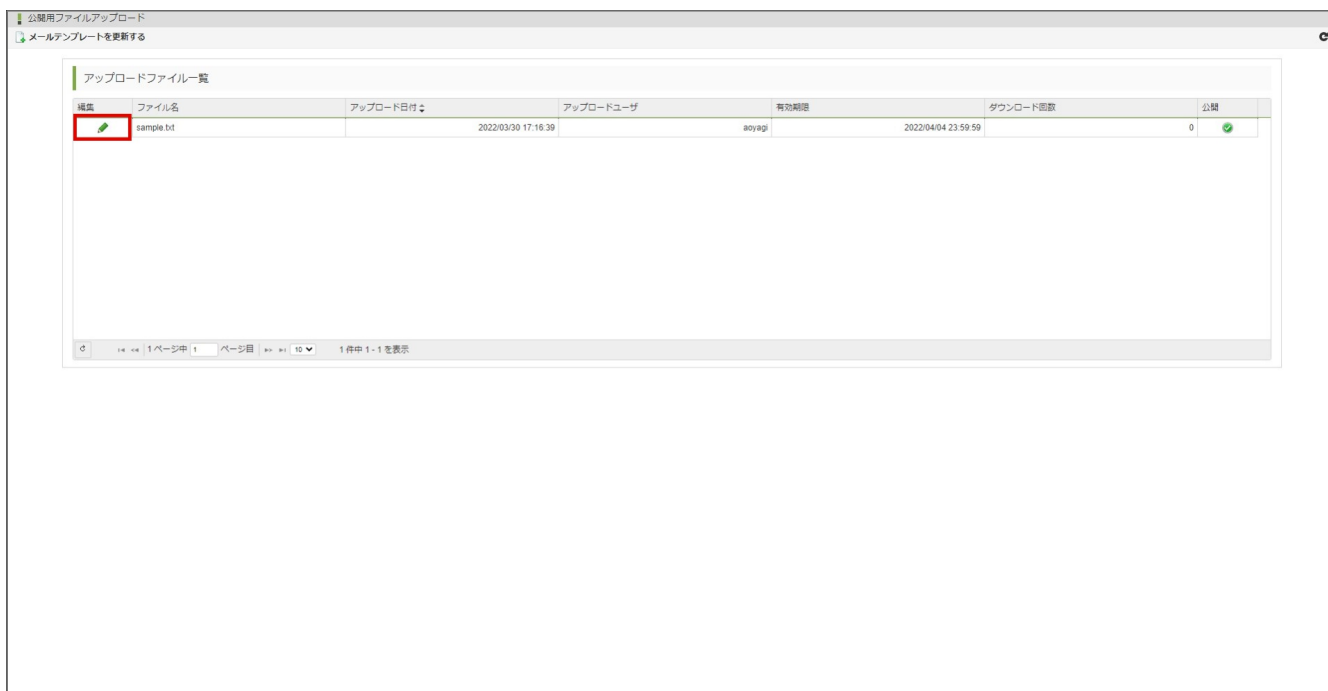 公開用ファイルアップロード
メールテンプレートを更新する
アップロードファイル一覧
編集 ファイル名 アップロード日付 アップロードユーザ 有効期限 ダウンロード回数 公開
sample.txt 2022/03/30 17:16:39 aoyagi 2022/04/04 23:59:59 0
1 ページ中 1 ページ目 10 1 件中 1 - 1 を表示